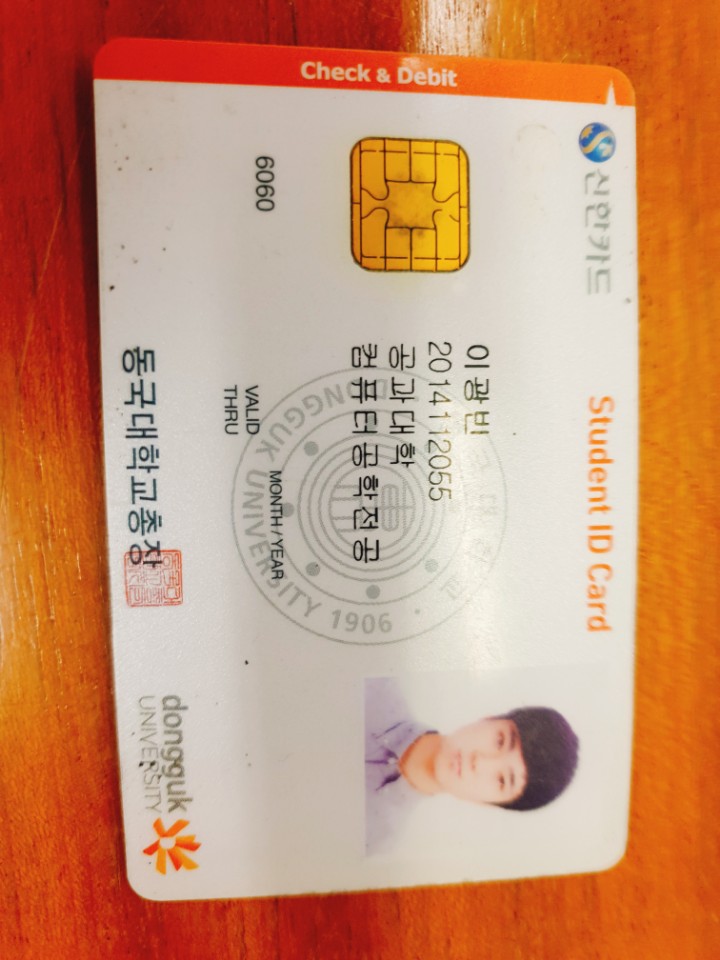 Check & Debit
신한카드
Student ID Card
이광빈
2014112055
공과대학
컴퓨터공학전공
6060
MONTH / YEAR
VALID
THRU
DONGGUK UNIVERSITY 1906
동국대학교총장
dongguk
UNIVERSITY